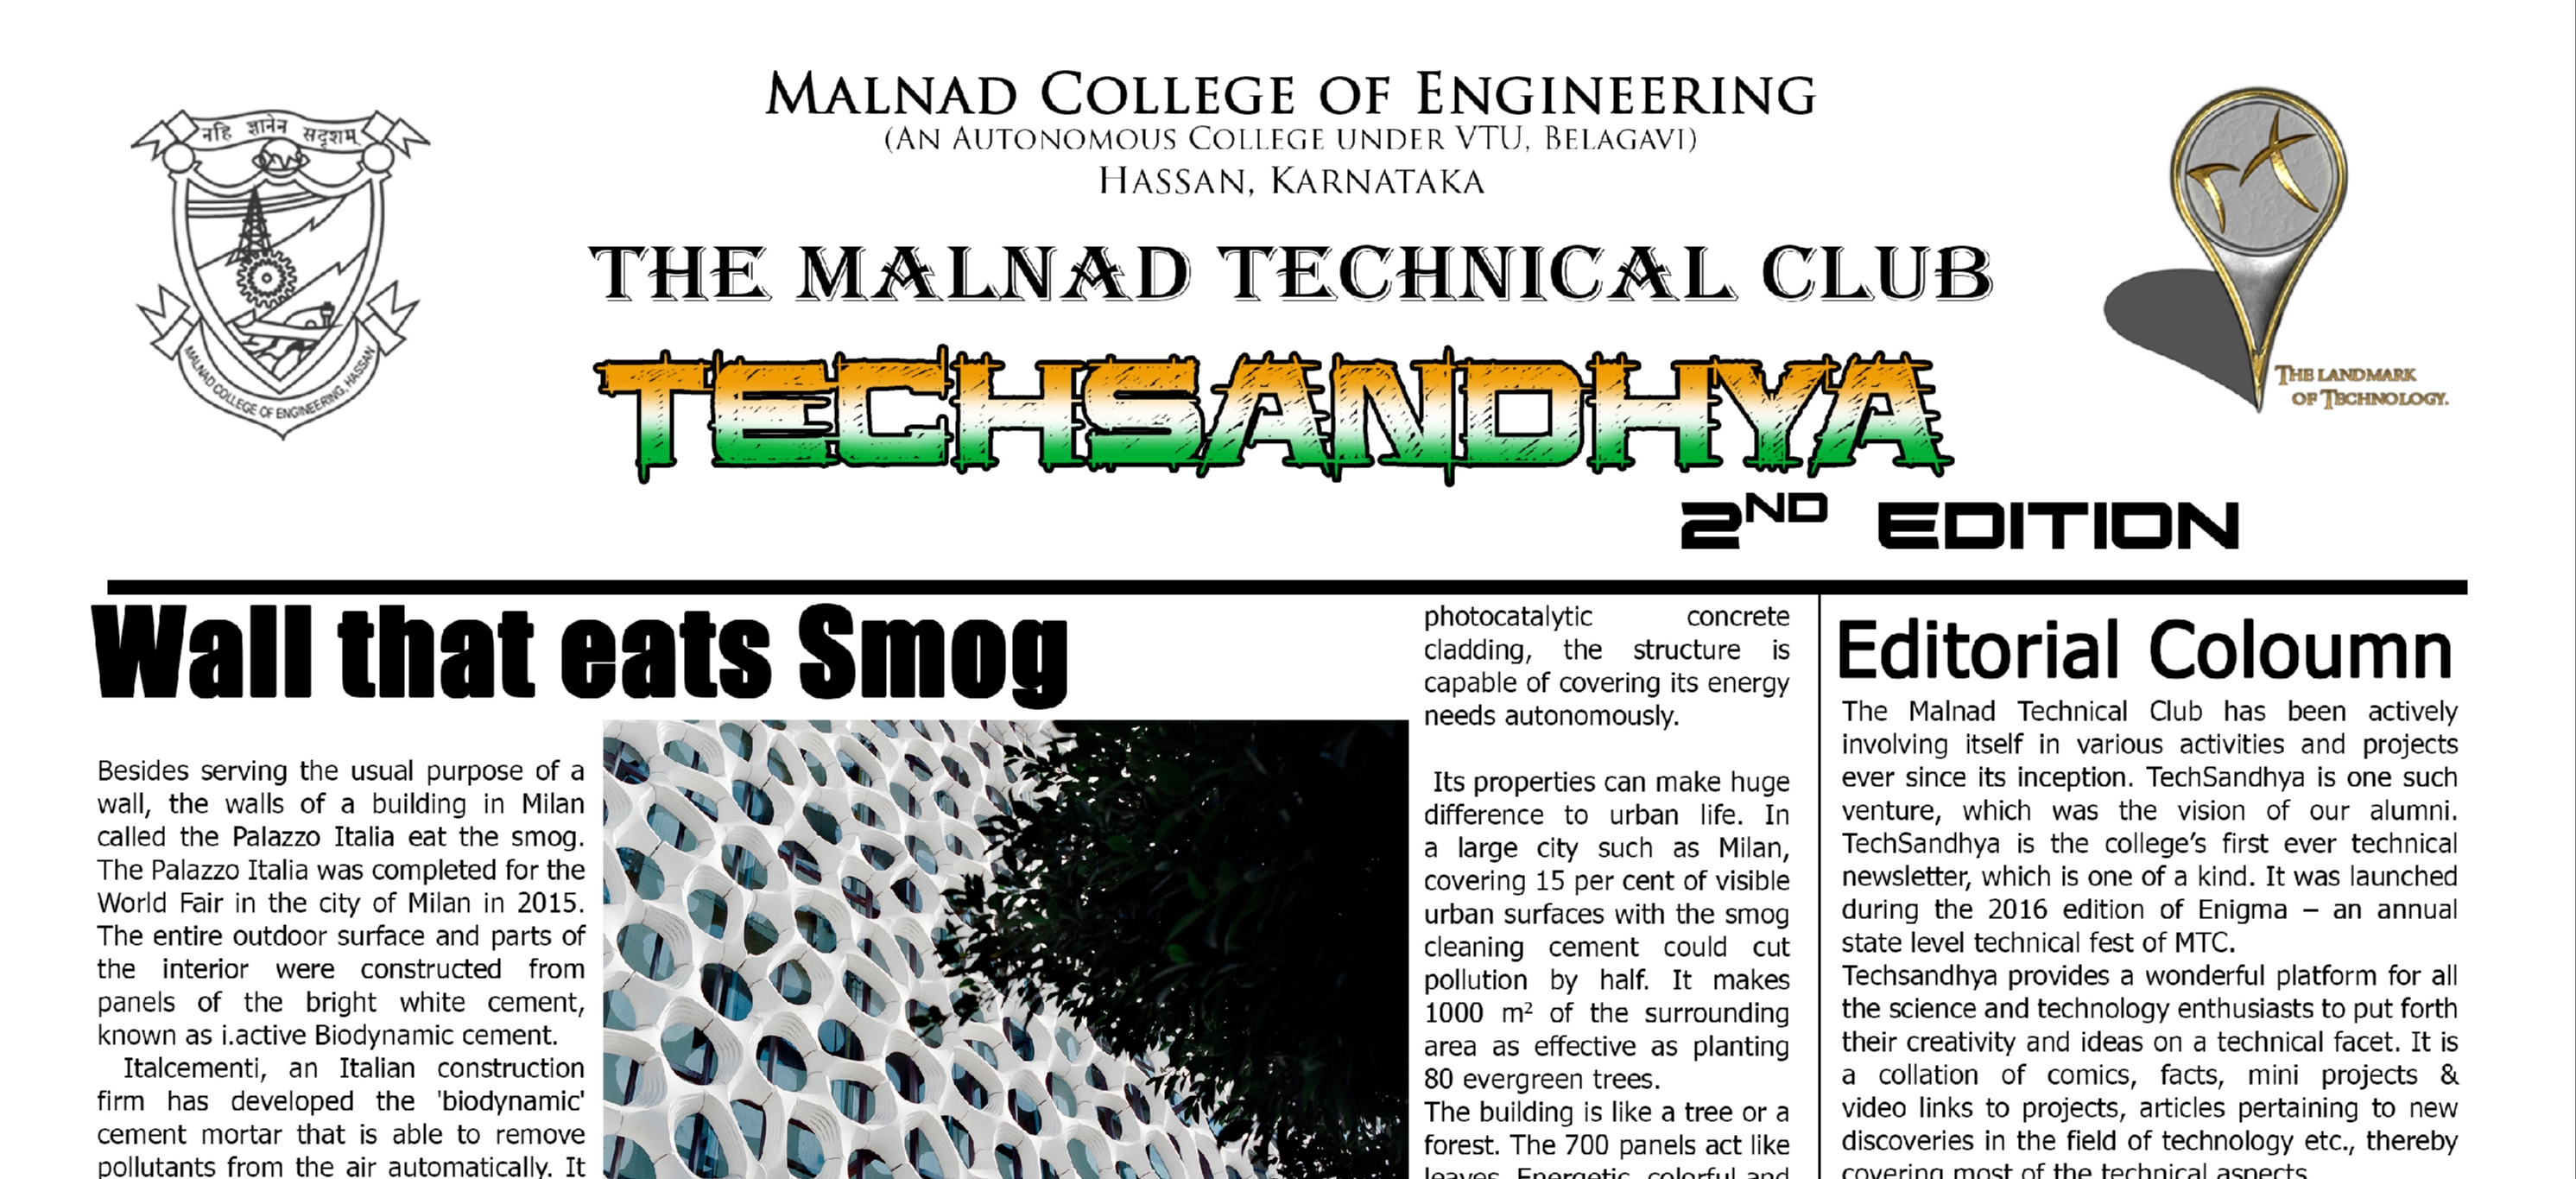 नहि ज्ञानेन सदृशम्
MALNAD COLLEGE OF ENGINEERING, HASSAN
MALNAD COLLEGE OF ENGINEERING
(AN AUTONOMOUS COLLEGE UNDER VTU, BELAGAVI)
HASSAN, KARNATAKA
THE MALNAD TECHNICAL CLUB
TECHSANDHYA
2ND EDITION
THE LANDMARK
OF TECHNOLOGY.
Wall that eats Smog
Besides serving the usual purpose of a
wall, the walls of a building in Milan
called the Palazzo Italia eat the smog.
The Palazzo Italia was completed for the
World Fair in the city of Milan in 2015.
The entire outdoor surface and parts of
the interior were constructed from
panels of the bright white cement,
known as i.active Biodynamic cement.
Italcementi, an Italian construction
firm has developed the 'biodynamic'
cement mortar that is able to remove
pollutants from the air automatically. It
photocatalytic concrete
cladding, the structure is
capable of covering its energy
needs autonomously.
Its properties can make huge
difference to urban life. In
a large city such as Milan,
covering 15 per cent of visible
urban surfaces with the smog
cleaning cement could cut
pollution by half. It makes
1000 m² of the surrounding
area as effective as planting
80 evergreen trees.
The building is like a tree or a
forest. The 700 panels act like
leaves. Energetic, colorful and
Editorial Coloumn
The Malnad Technical Club has been actively
involving itself in various activities and projects
ever since its inception. TechSandhya is one such
venture, which was the vision of our alumni.
TechSandhya is the college’s first ever technical
newsletter, which is one of a kind. It was launched
during the 2016 edition of Enigma – an annual
state level technical fest of MTC.
Techsandhya provides a wonderful platform for all
the science and technology enthusiasts to put forth
their creativity and ideas on a technical facet. It is
a collation of comics, facts, mini projects &
video links to projects, articles pertaining to new
discoveries in the field of technology etc., thereby
covering most of the technical aspects.